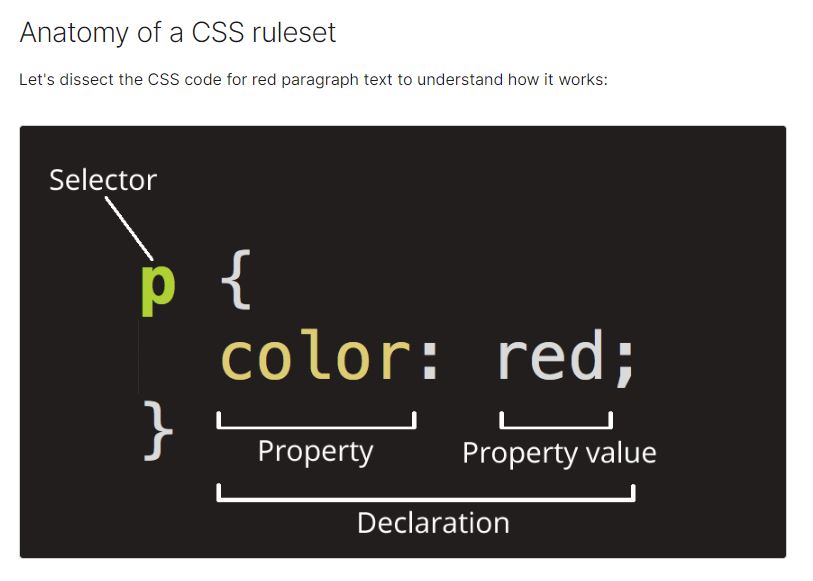 Anatomy of a CSS ruleset
Let's dissect the CSS code for red paragraph text to understand how it works:
Selector
p {
color: red;
}
Property Property value
Declaration